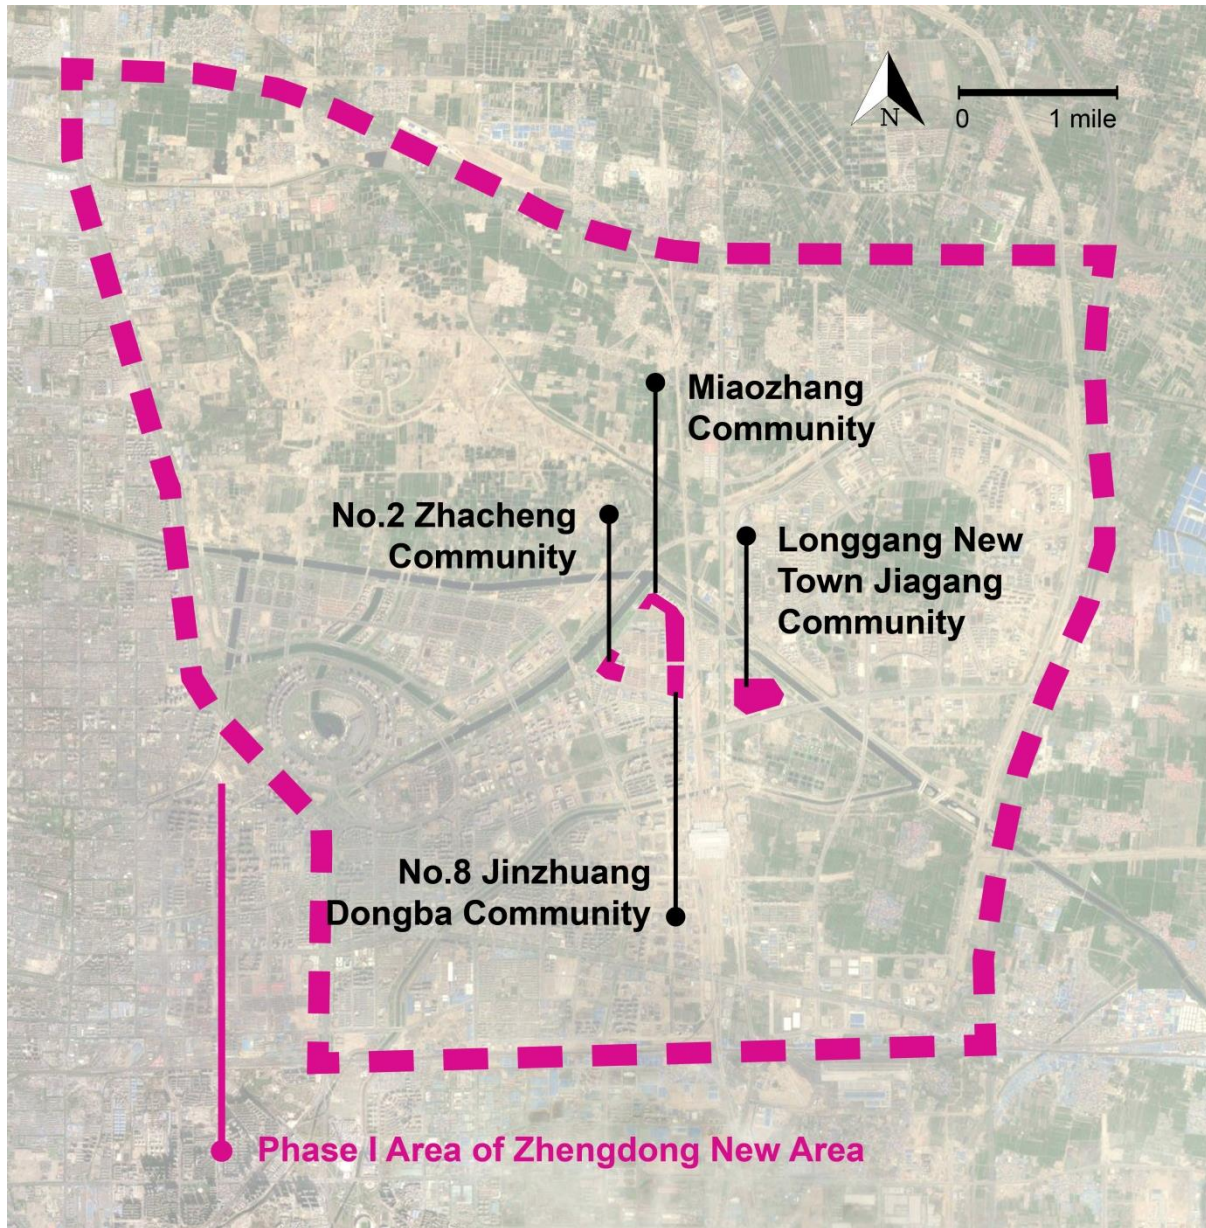 N
0 1 mile
Miaozhang
Community
No.2 Zhacheng
Community
Longgang New
Town Jiagang
Community
No.8 Jinzhuang
Dongba Community
Phase I Area of Zhengdong New Area